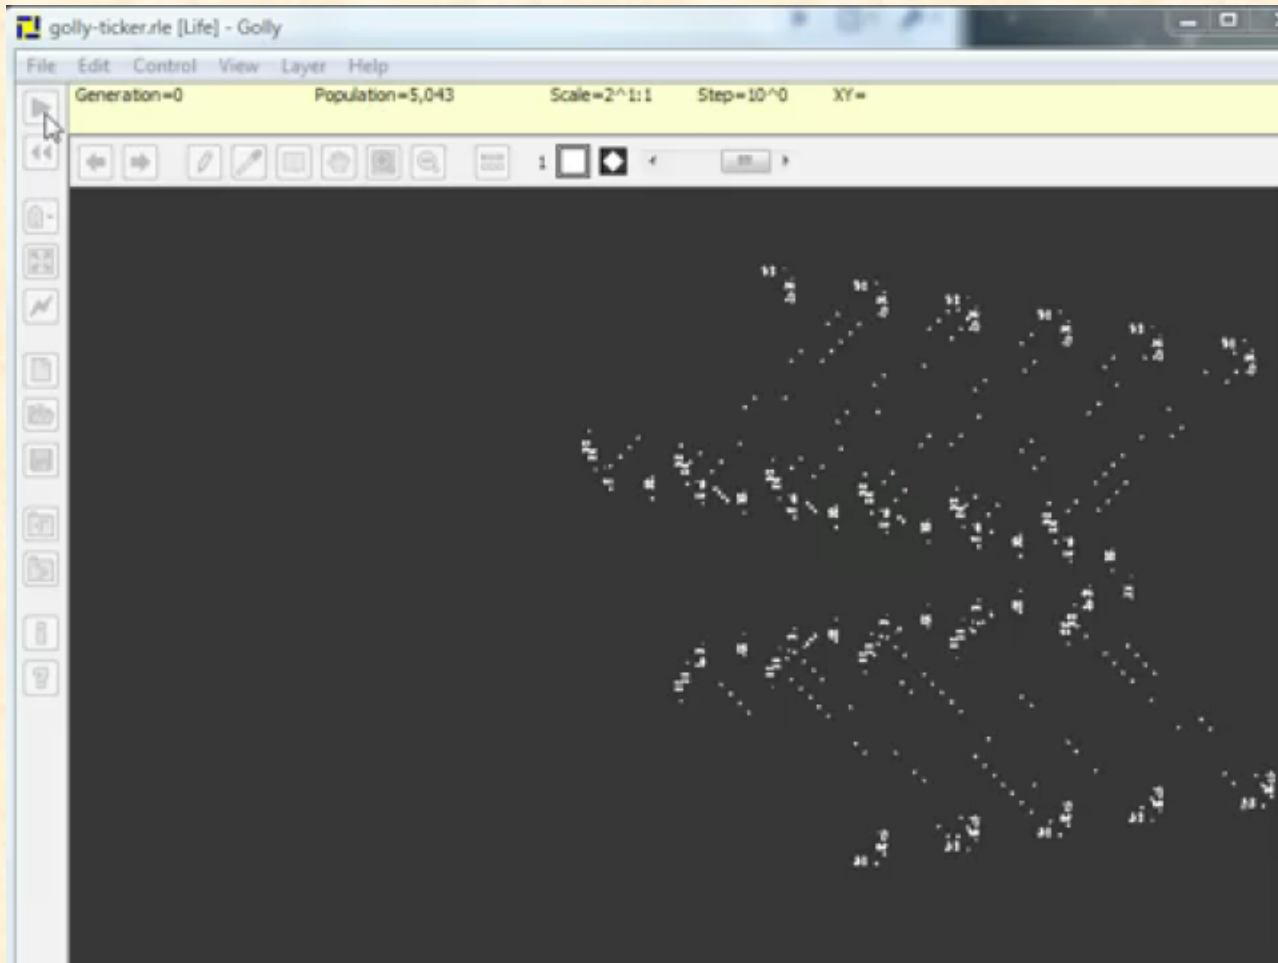 golly-ticker.rle [Life] - Golly
File Edit Control View Layer Help
Generation=0 Population=5,043 Scale=2^1:1 Step=10^0 XY=
1